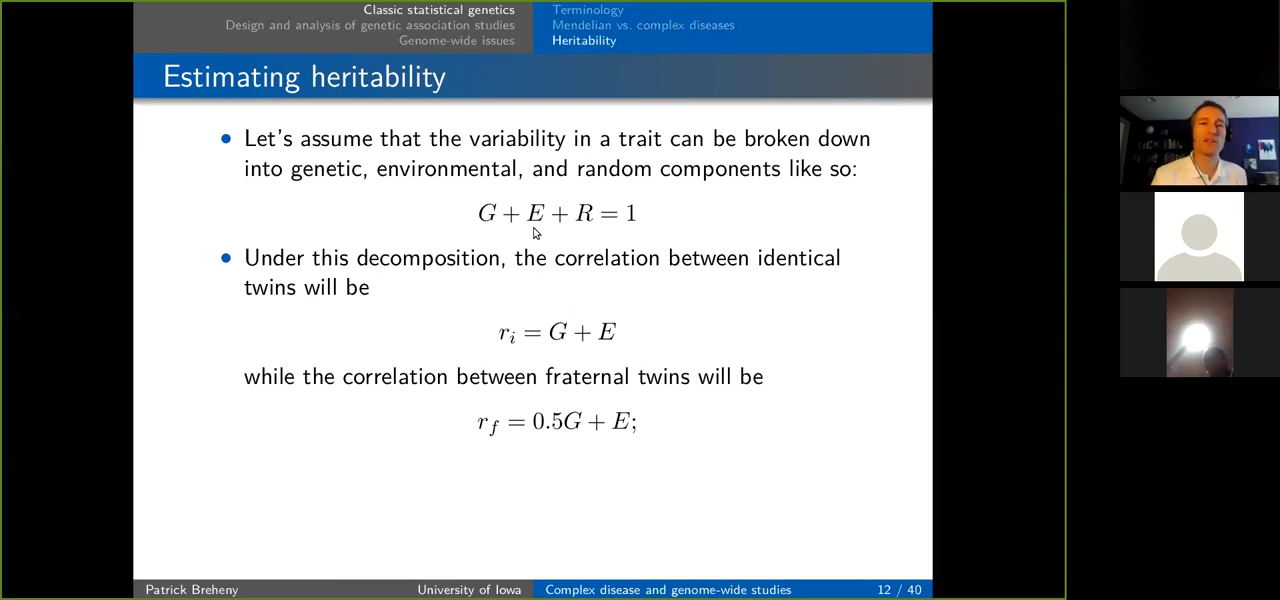 Classic statistical genetics
Design and analysis of genetic association studies
Genome-wide issues
Terminology
Mendelian vs. complex diseases
Heritability
Estimating heritability
• Let's assume that the variability in a trait can be broken down
into genetic, environmental, and random components like so:
G + E + R = 1
• Under this decomposition, the correlation between identical
twins will be
r_i = G + E
while the correlation between fraternal twins will be
r_f = 0.5G + E;
Patrick Breheny
University of Iowa
Complex disease and genome-wide studies
12 / 40